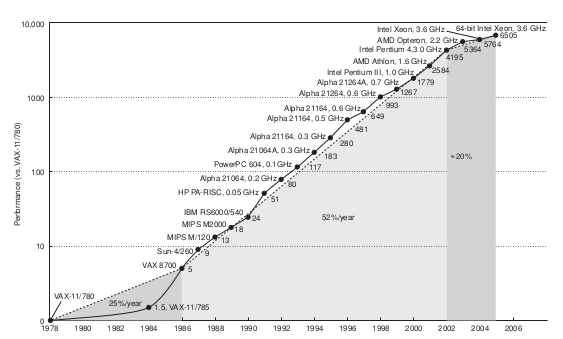 10,000
1000
100
10
0
Performance (vs. VAX-11/780)
Intel Xeon, 3.6 GHz
64-bit Intel Xeon, 3.6 GHz
6505
AMD Opteron, 2.2 GHz
5764
5364
Intel Pentium 4,3.0 GHz
4195
AMD Athlon, 1.6 GHz
2584
Intel Pentium III, 1.0 GHz
1779
Alpha 21264A, 0.7 GHz
1267
Alpha 21264, 0.6 GHz
993
Alpha 21164, 0.6 GHz
649
Alpha 21164, 0.5 GHz
481
Alpha 21164, 0.3 GHz
280
Alpha 21064A, 0.3 GHz
183
PowerPC 604, 0.1GHz
117
Alpha 21064, 0.2 GHz
80
HP PA-RISC, 0.05 GHz
51
IBM RS6000/540
24
MIPS M2000
18
MIPS M/120
13
Sun-4/260
9
VAX 8700
5
VAX-11/780
25%/year
1.5, VAX-11/785
52%/year
≈20%
1978 1980 1982 1984 1986 1988 1990 1992 1994 1996 1998 2000 2002 2004 2006